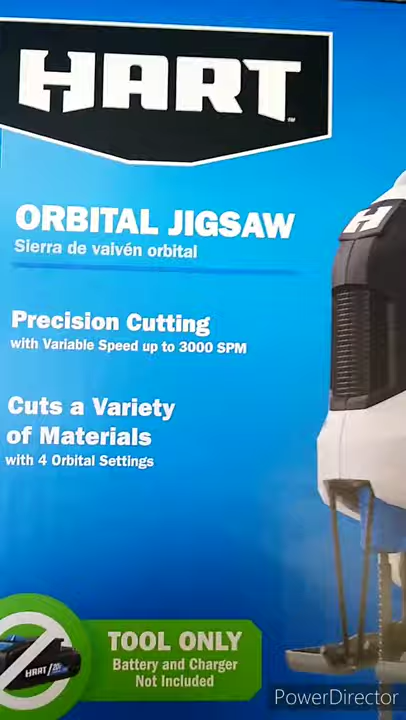 HART
ORBITAL JIGSAW
Sierra de vaivén orbital
Precision Cutting
with Variable Speed up to 3000 SPM
Cuts a Variety
of Materials
with 4 Orbital Settings
TOOL ONLY
Battery and Charger
Not Included
HART
H
PowerDirector